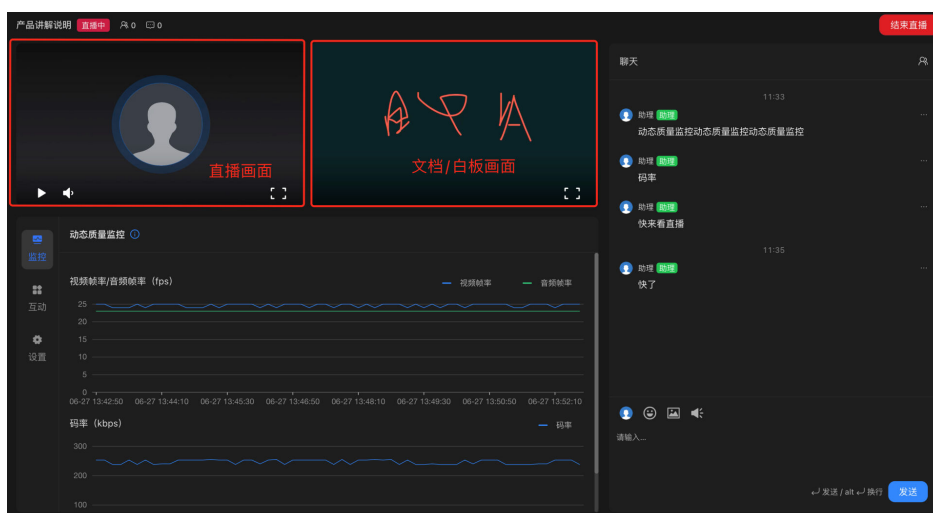 产品讲解说明 直播中 0 0 结束直播
直播画面
文档/白板画面
监控
互动
设置
动态质量监控
视频帧率/音频帧率（fps）
视频帧率 音频帧率
25
20
15
10
5
0
06-27 13:42:50 06-27 13:44:10 06-27 13:45:30 06-27 13:46:50 06-27 13:48:10 06-27 13:49:30 06-27 13:50:50 06-27 13:52:10
码率（kbps）
码率
300
200
100
聊天
11:33
助理 助理
动态质量监控动态质量监控动态质量监控
助理 助理
码率
助理 助理
快来看直播
11:35
助理 助理
快了
请输入...
发送 / alt 换行 发送